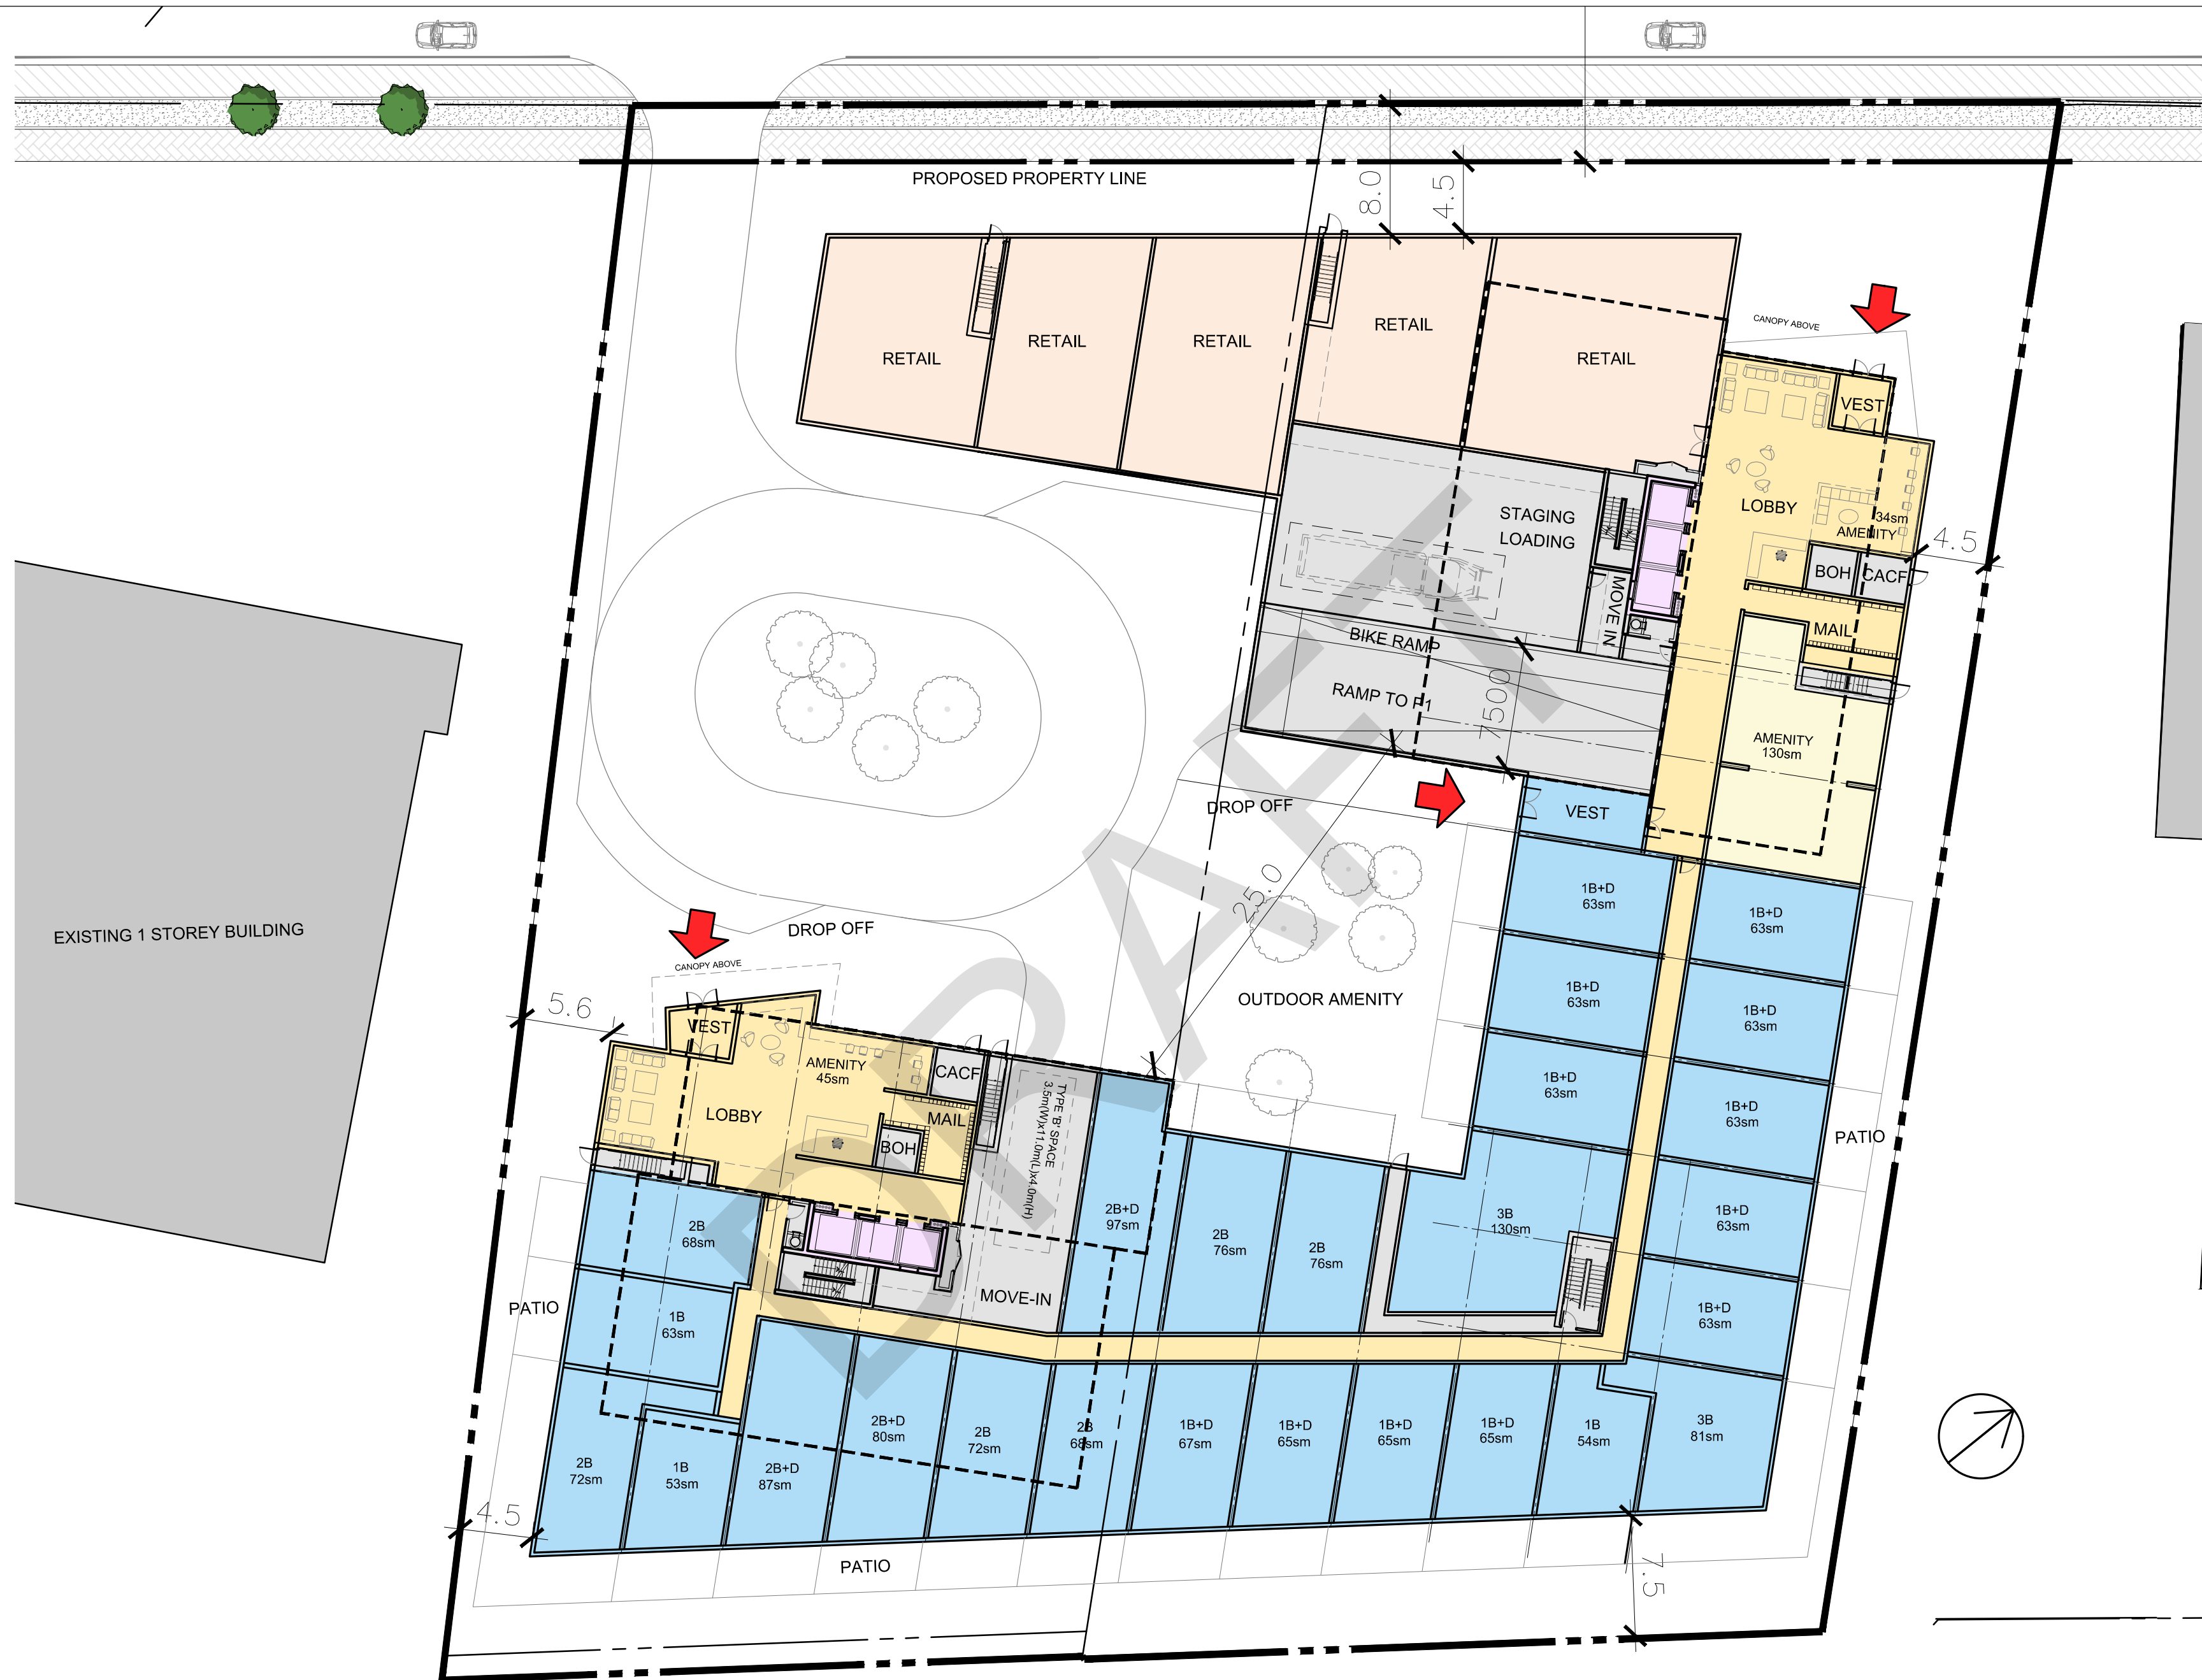 PROPOSED PROPERTY LINE
8.0
4.5
RETAIL
RETAIL
RETAIL
RETAIL
RETAIL
CANOPY ABOVE
VEST
LOBBY
34sm
AMENITY
4.5
BOH
CACF
MAIL
STAGING
LOADING
MOVE IN
BIKE RAMP
RAMP TO P1
7500
AMENITY
130sm
DROP OFF
VEST
25.0
OUTDOOR AMENITY
1B+D
63sm
1B+D
63sm
1B+D
63sm
1B+D
63sm
1B+D
63sm
1B+D
63sm
1B+D
63sm
1B+D
63sm
PATIO
EXISTING 1 STOREY BUILDING
DROP OFF
CANOPY ABOVE
5.6
VEST
AMENITY
45sm
CACF
LOBBY
MAIL
BOH
TYPE 'B' SPACE
3.5m(W)x11.0m(L)x4.0m(H)
MOVE-IN
2B
68sm
1B
63sm
PATIO
2B+D
97sm
2B
76sm
2B
76sm
3B
130sm
2B
72sm
1B
53sm
2B+D
87sm
2B+D
80sm
2B
72sm
2B
68sm
1B+D
67sm
1B+D
65sm
1B+D
65sm
1B+D
65sm
1B
54sm
3B
81sm
4.5
PATIO
7.5
DRAFT